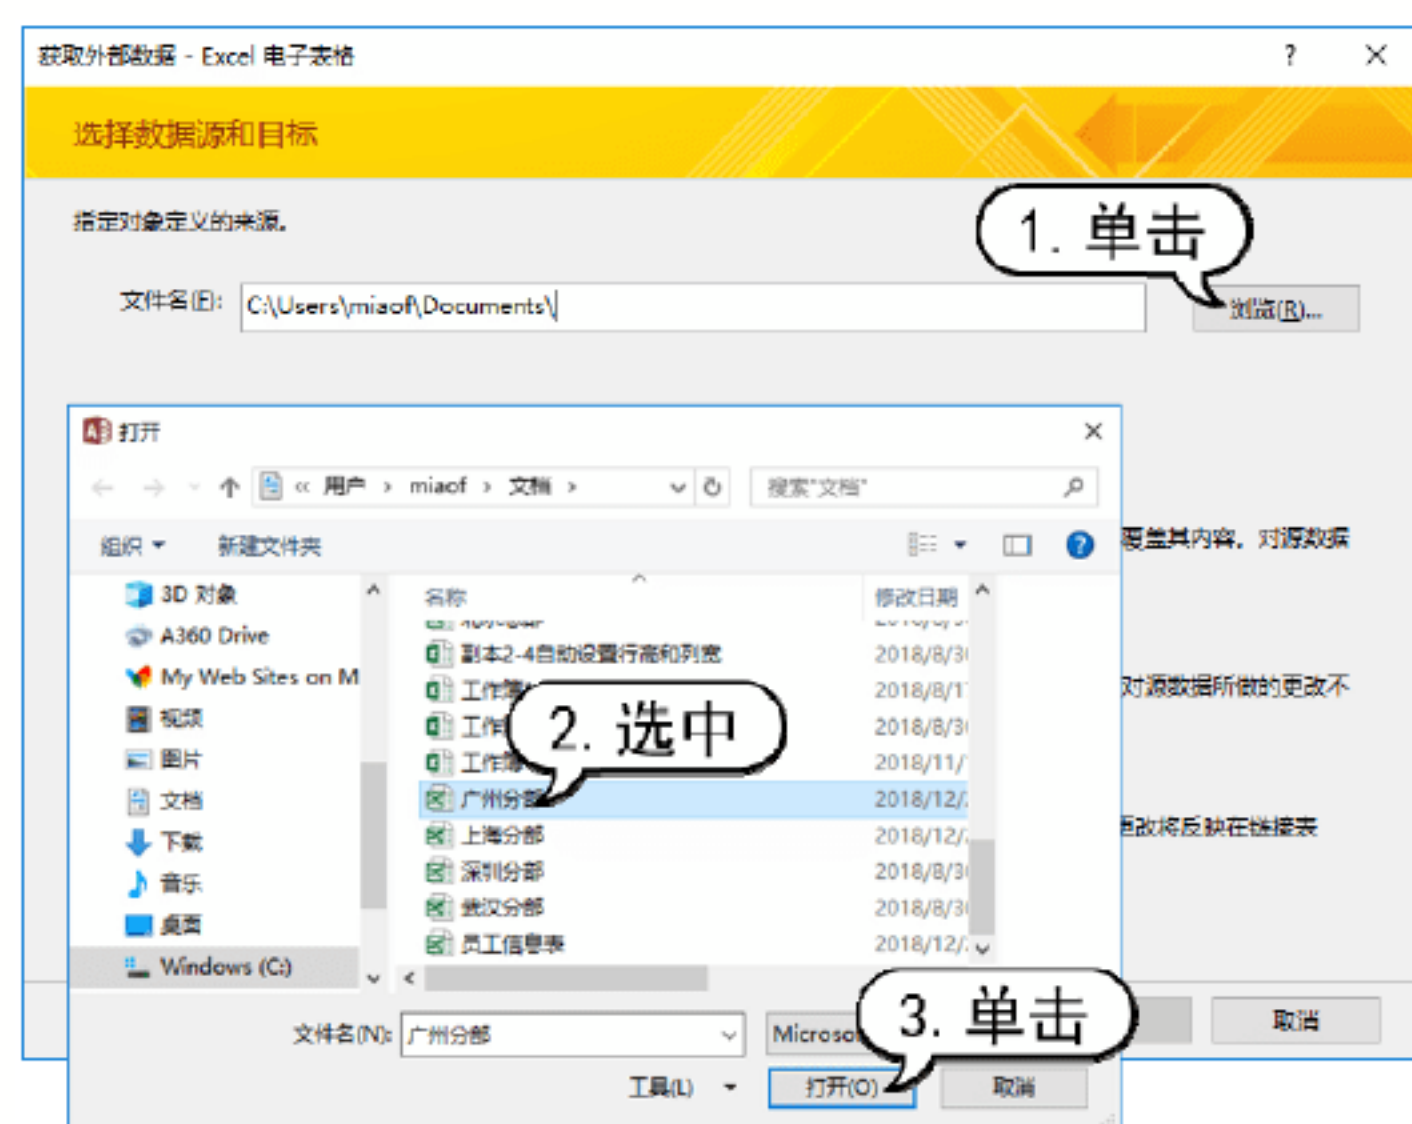 获取外部数据 - Excel 电子表格
? ×
选择数据源和目标
指定对象定义的来源。
1. 单击
文件名(F): C:\Users\miaof\Documents\
浏览(R)...
打开
« 用户 › miaof › 文档 ›
搜索"文档"
组织 新建文件夹
覆盖其内容。对源数据
3D 对象
A360 Drive
My Web Sites on M
视频
图片
文档
下载
音乐
桌面
Windows (C:)
名称 修改日期
副本2-4自动设置行高和列宽 2018/8/3
工作簿 2018/8/1
工作 2018/8/3
工作簿 2018/11/
2. 选中
广州分部 2018/12/
上海分部 2018/12/
深圳分部 2018/8/3
武汉分部 2018/8/3
员工信息表 2018/12/
对源数据所做的更改不
更改将反映在链接表
3. 单击
文件名(N): 广州分部
Microso
取消
工具(L) 打开(O) 取消